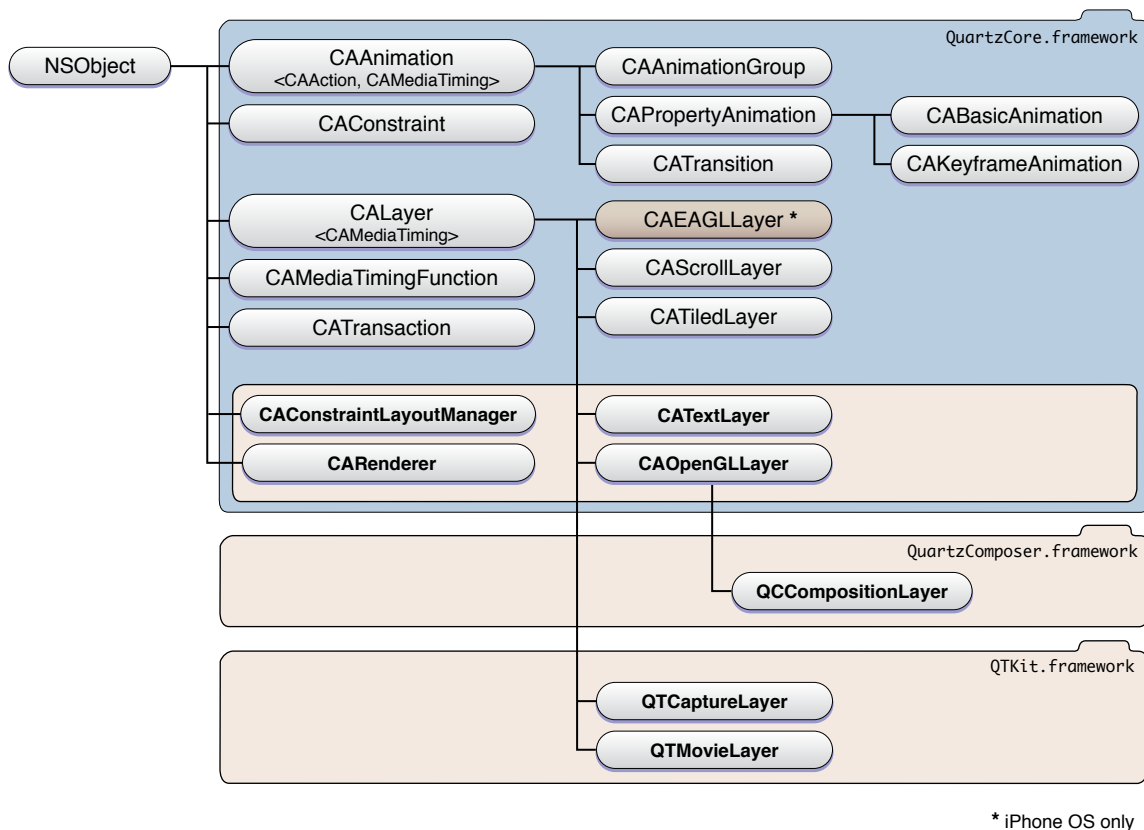 QuartzCore.framework
NSObject
CAAnimation
<CAAction, CAMediaTiming>
CAAnimationGroup
CAConstraint
CAPropertyAnimation
CABasicAnimation
CATransition
CAKeyframeAnimation
CALayer
<CAMediaTiming>
CAEAGLLayer *
CAMediaTimingFunction
CAScrollLayer
CATransaction
CATiledLayer
CAConstraintLayoutManager
CATextLayer
CARenderer
CAOpenGLLayer
QuartzComposer.framework
QCCompositionLayer
QTKit.framework
QTCaptureLayer
QTMovieLayer
* iPhone OS only